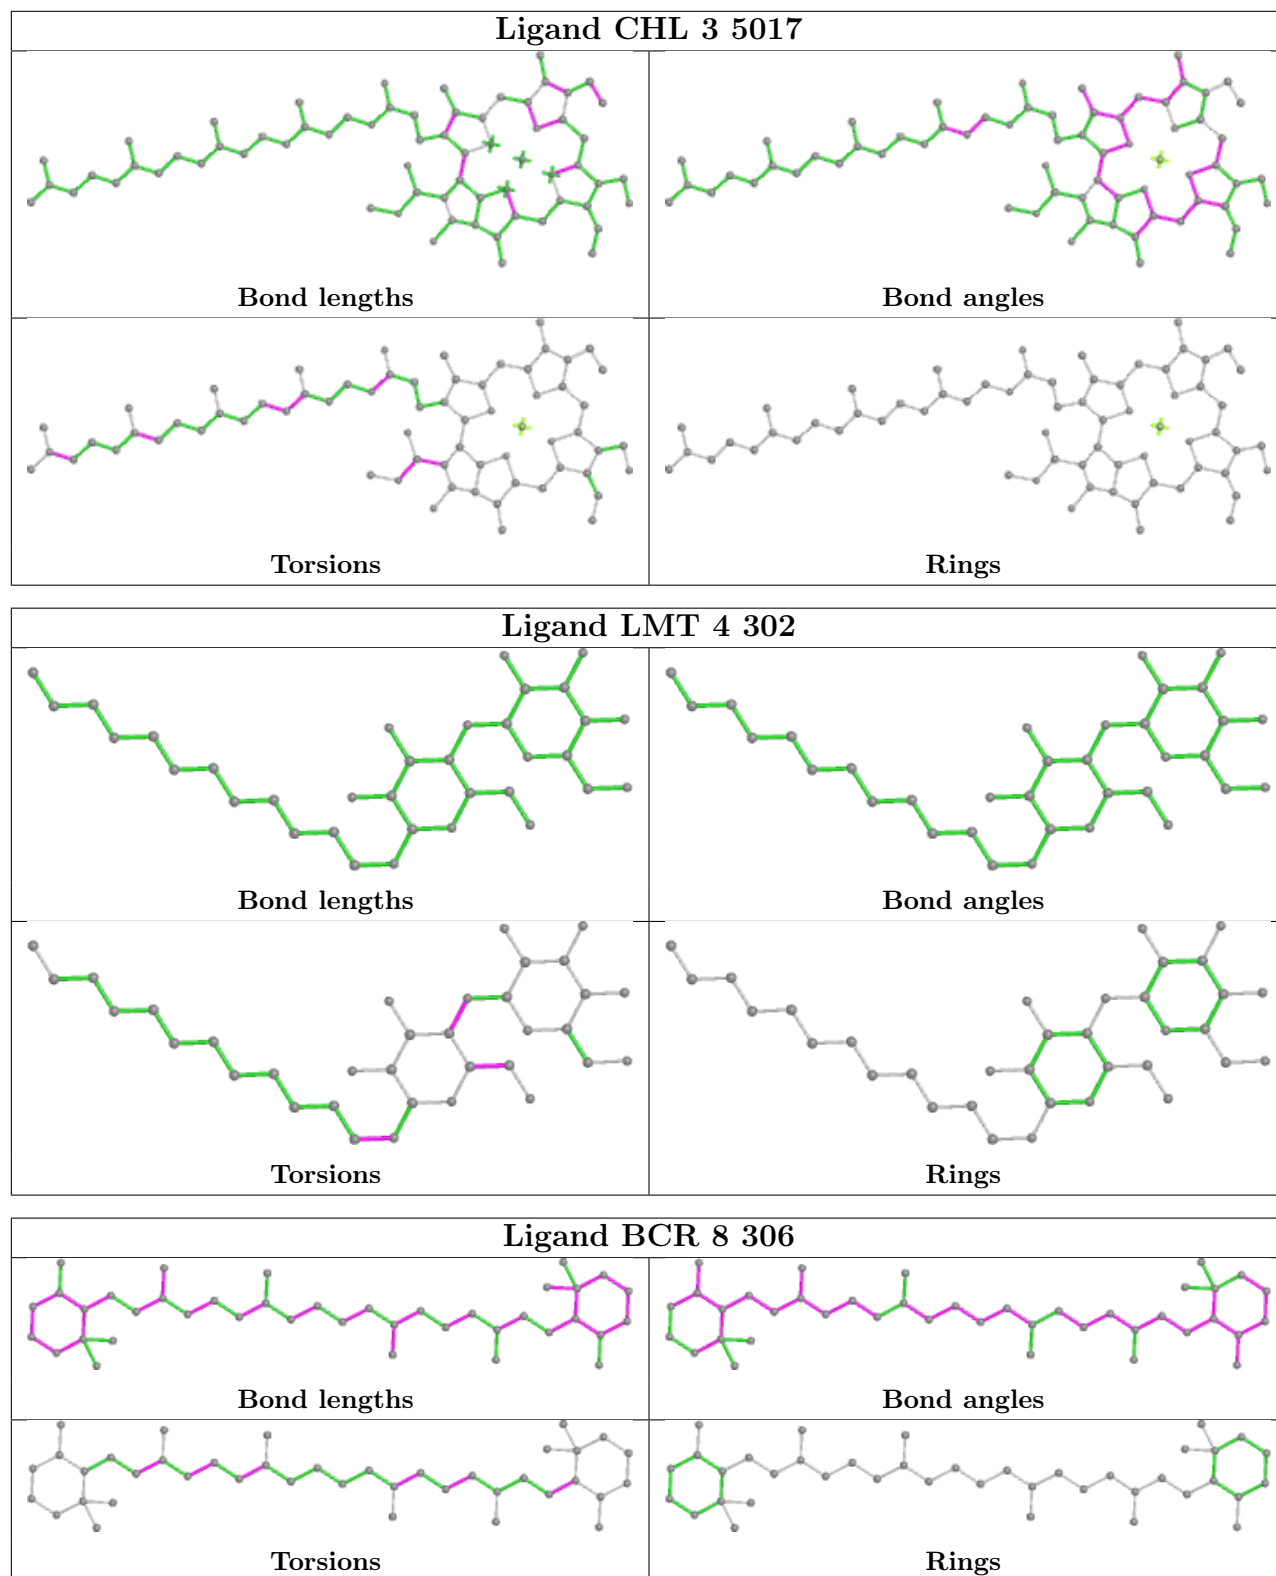 Ligand CHL 3 5017
Bond lengths
Bond angles
Torsions
Rings
Ligand LMT 4 302
Bond lengths
Bond angles
Torsions
Rings
Ligand BCR 8 306
Bond lengths
Bond angles
Torsions
Rings